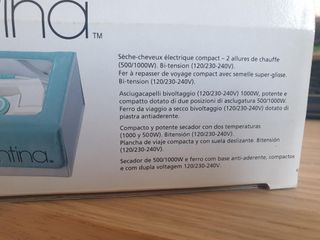 tina™
Sèche-cheveux électrique compact – 2 allures de chauffe
(500/1000W). Bi-tension (120/230-240V).
Fer à repasser de voyage compact avec semelle super-glisse.
Bi-tension (120/230-240V).
Asciugacapelli bivoltaggio (120/230-240V) 1000W, potente e
compatto dotato di due posizioni di asciugatura 500/1000W.
Ferro da viaggio a secco bivoltaggio (120/230-240V) dotato di
piastra antiaderente.
Compacto y potente secador con dos temperaturas
(1000 y 500W). Bitensión (120/230-240V).
Plancha de viaje compacta y con suela deslizante. Bitensión
(120/230-240V).
Secador de 500/1000W e ferro com base anti-aderente, compactos
e com dupla voltagem 120/230-240V.
ntina